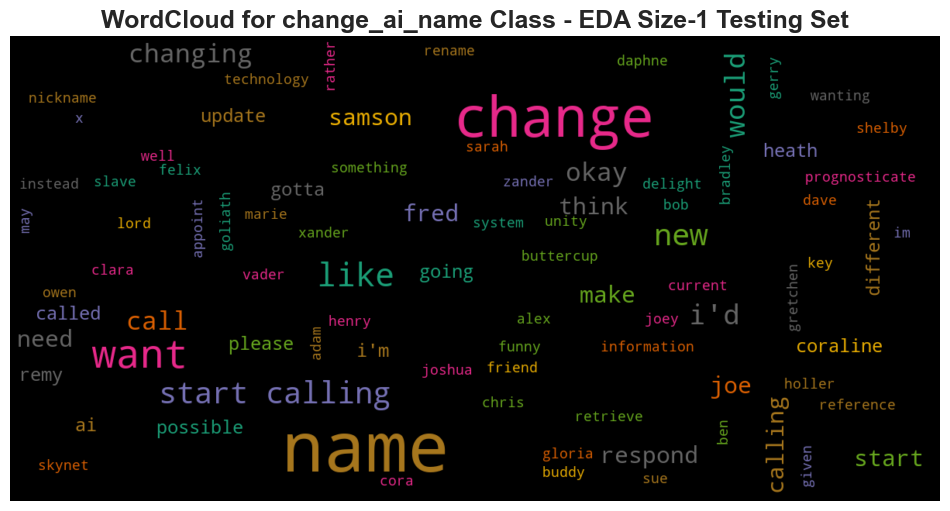 WordCloud for change_ai_name Class - EDA Size-1 Testing Set
changing
rather
rename
daphne
would
gerry
technology
nickname
x
update
samson
change
wanting
shelby
well
felix
sarah
something
okay
bradley
heath
instead
slave
gotta
zander
delight
prognosticate
may
lord
appoint
goliath
marie
xander
fred
system
unity
think
bob
dave
im
new
different
clara
vader
like
going
buttercup
current
key
owen
make
gretchen
called
call
henry
alex
joey
i'd
need
want
please
adam
i'm
funny
information
coraline
remy
joshua
friend
start calling
joe
holler
chris
reference
ai
possible
name
retrieve
ben
calling
skynet
gloria
respond
given
start
cora
buddy
sue